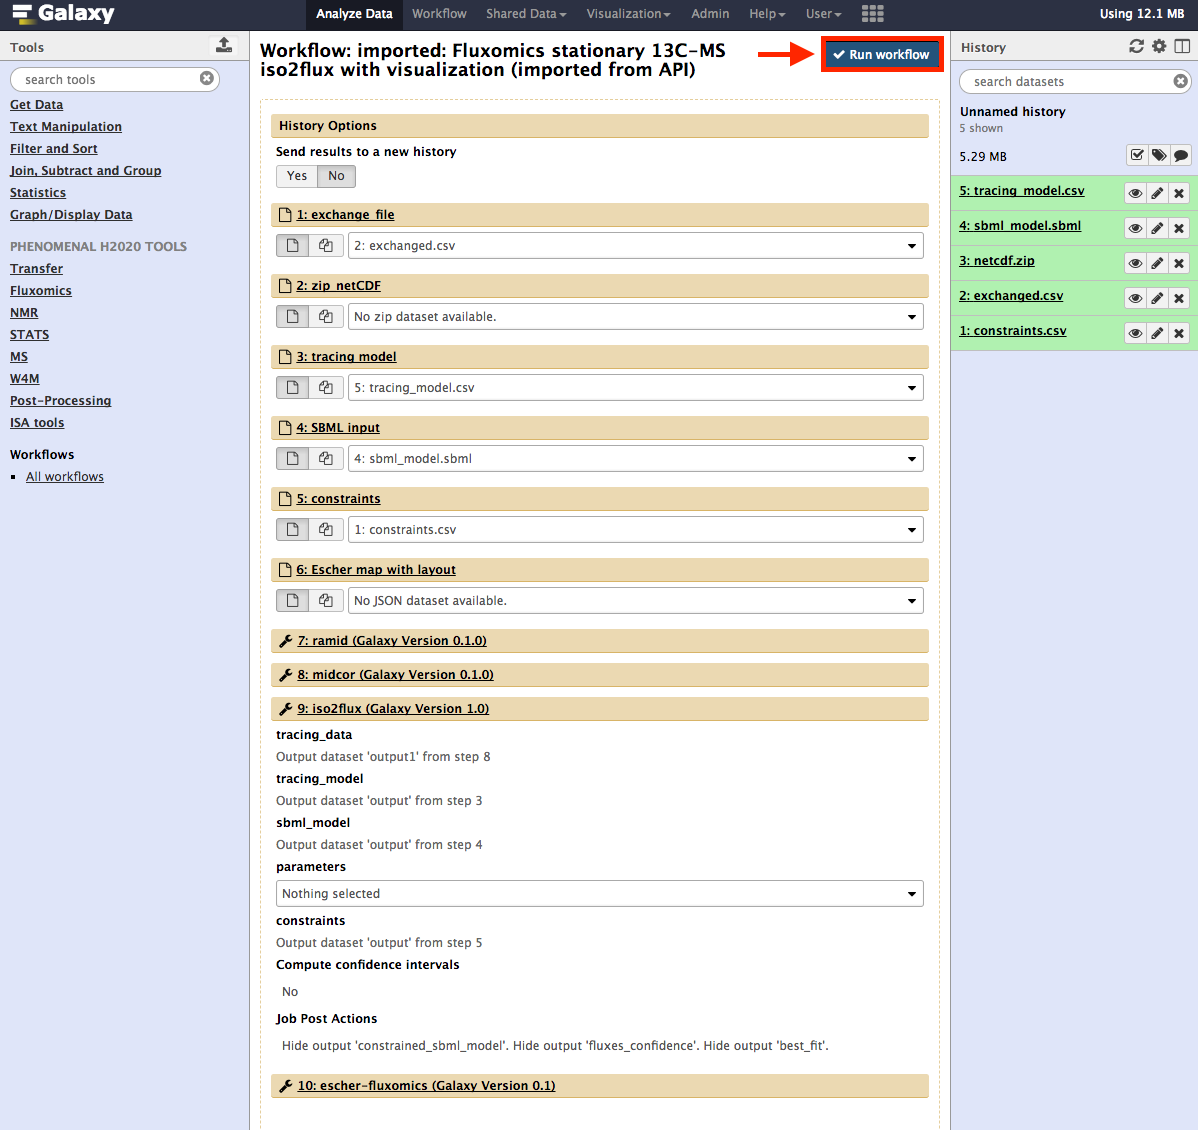 Galaxy
Analyze Data Workflow Shared Data Visualization Admin Help User
Using 12.1 MB
Tools
search tools
Get Data
Text Manipulation
Filter and Sort
Join, Subtract and Group
Statistics
Graph/Display Data
PHENOMENAL H2020 TOOLS
Transfer
Fluxomics
NMR
STATS
MS
W4M
Post-Processing
ISA tools
Workflows
All workflows
Workflow: imported: Fluxomics stationary 13C-MS
iso2flux with visualization (imported from API)
Run workflow
History Options
Send results to a new history
Yes No
1: exchange_file
2: exchanged.csv
2: zip_netCDF
No zip dataset available.
3: tracing model
5: tracing_model.csv
4: SBML input
4: sbml_model.sbml
5: constraints
1: constraints.csv
6: Escher map with layout
No JSON dataset available.
7: ramid (Galaxy Version 0.1.0)
8: midcor (Galaxy Version 0.1.0)
9: iso2flux (Galaxy Version 1.0)
tracing_data
Output dataset 'output1' from step 8
tracing_model
Output dataset 'output' from step 3
sbml_model
Output dataset 'output' from step 4
parameters
Nothing selected
constraints
Output dataset 'output' from step 5
Compute confidence intervals
No
Job Post Actions
Hide output 'constrained_sbml_model'. Hide output 'fluxes_confidence'. Hide output 'best_fit'.
10: escher-fluxomics (Galaxy Version 0.1)
History
search datasets
Unnamed history
5 shown
5.29 MB
5: tracing_model.csv
4: sbml_model.sbml
3: netcdf.zip
2: exchanged.csv
1: constraints.csv